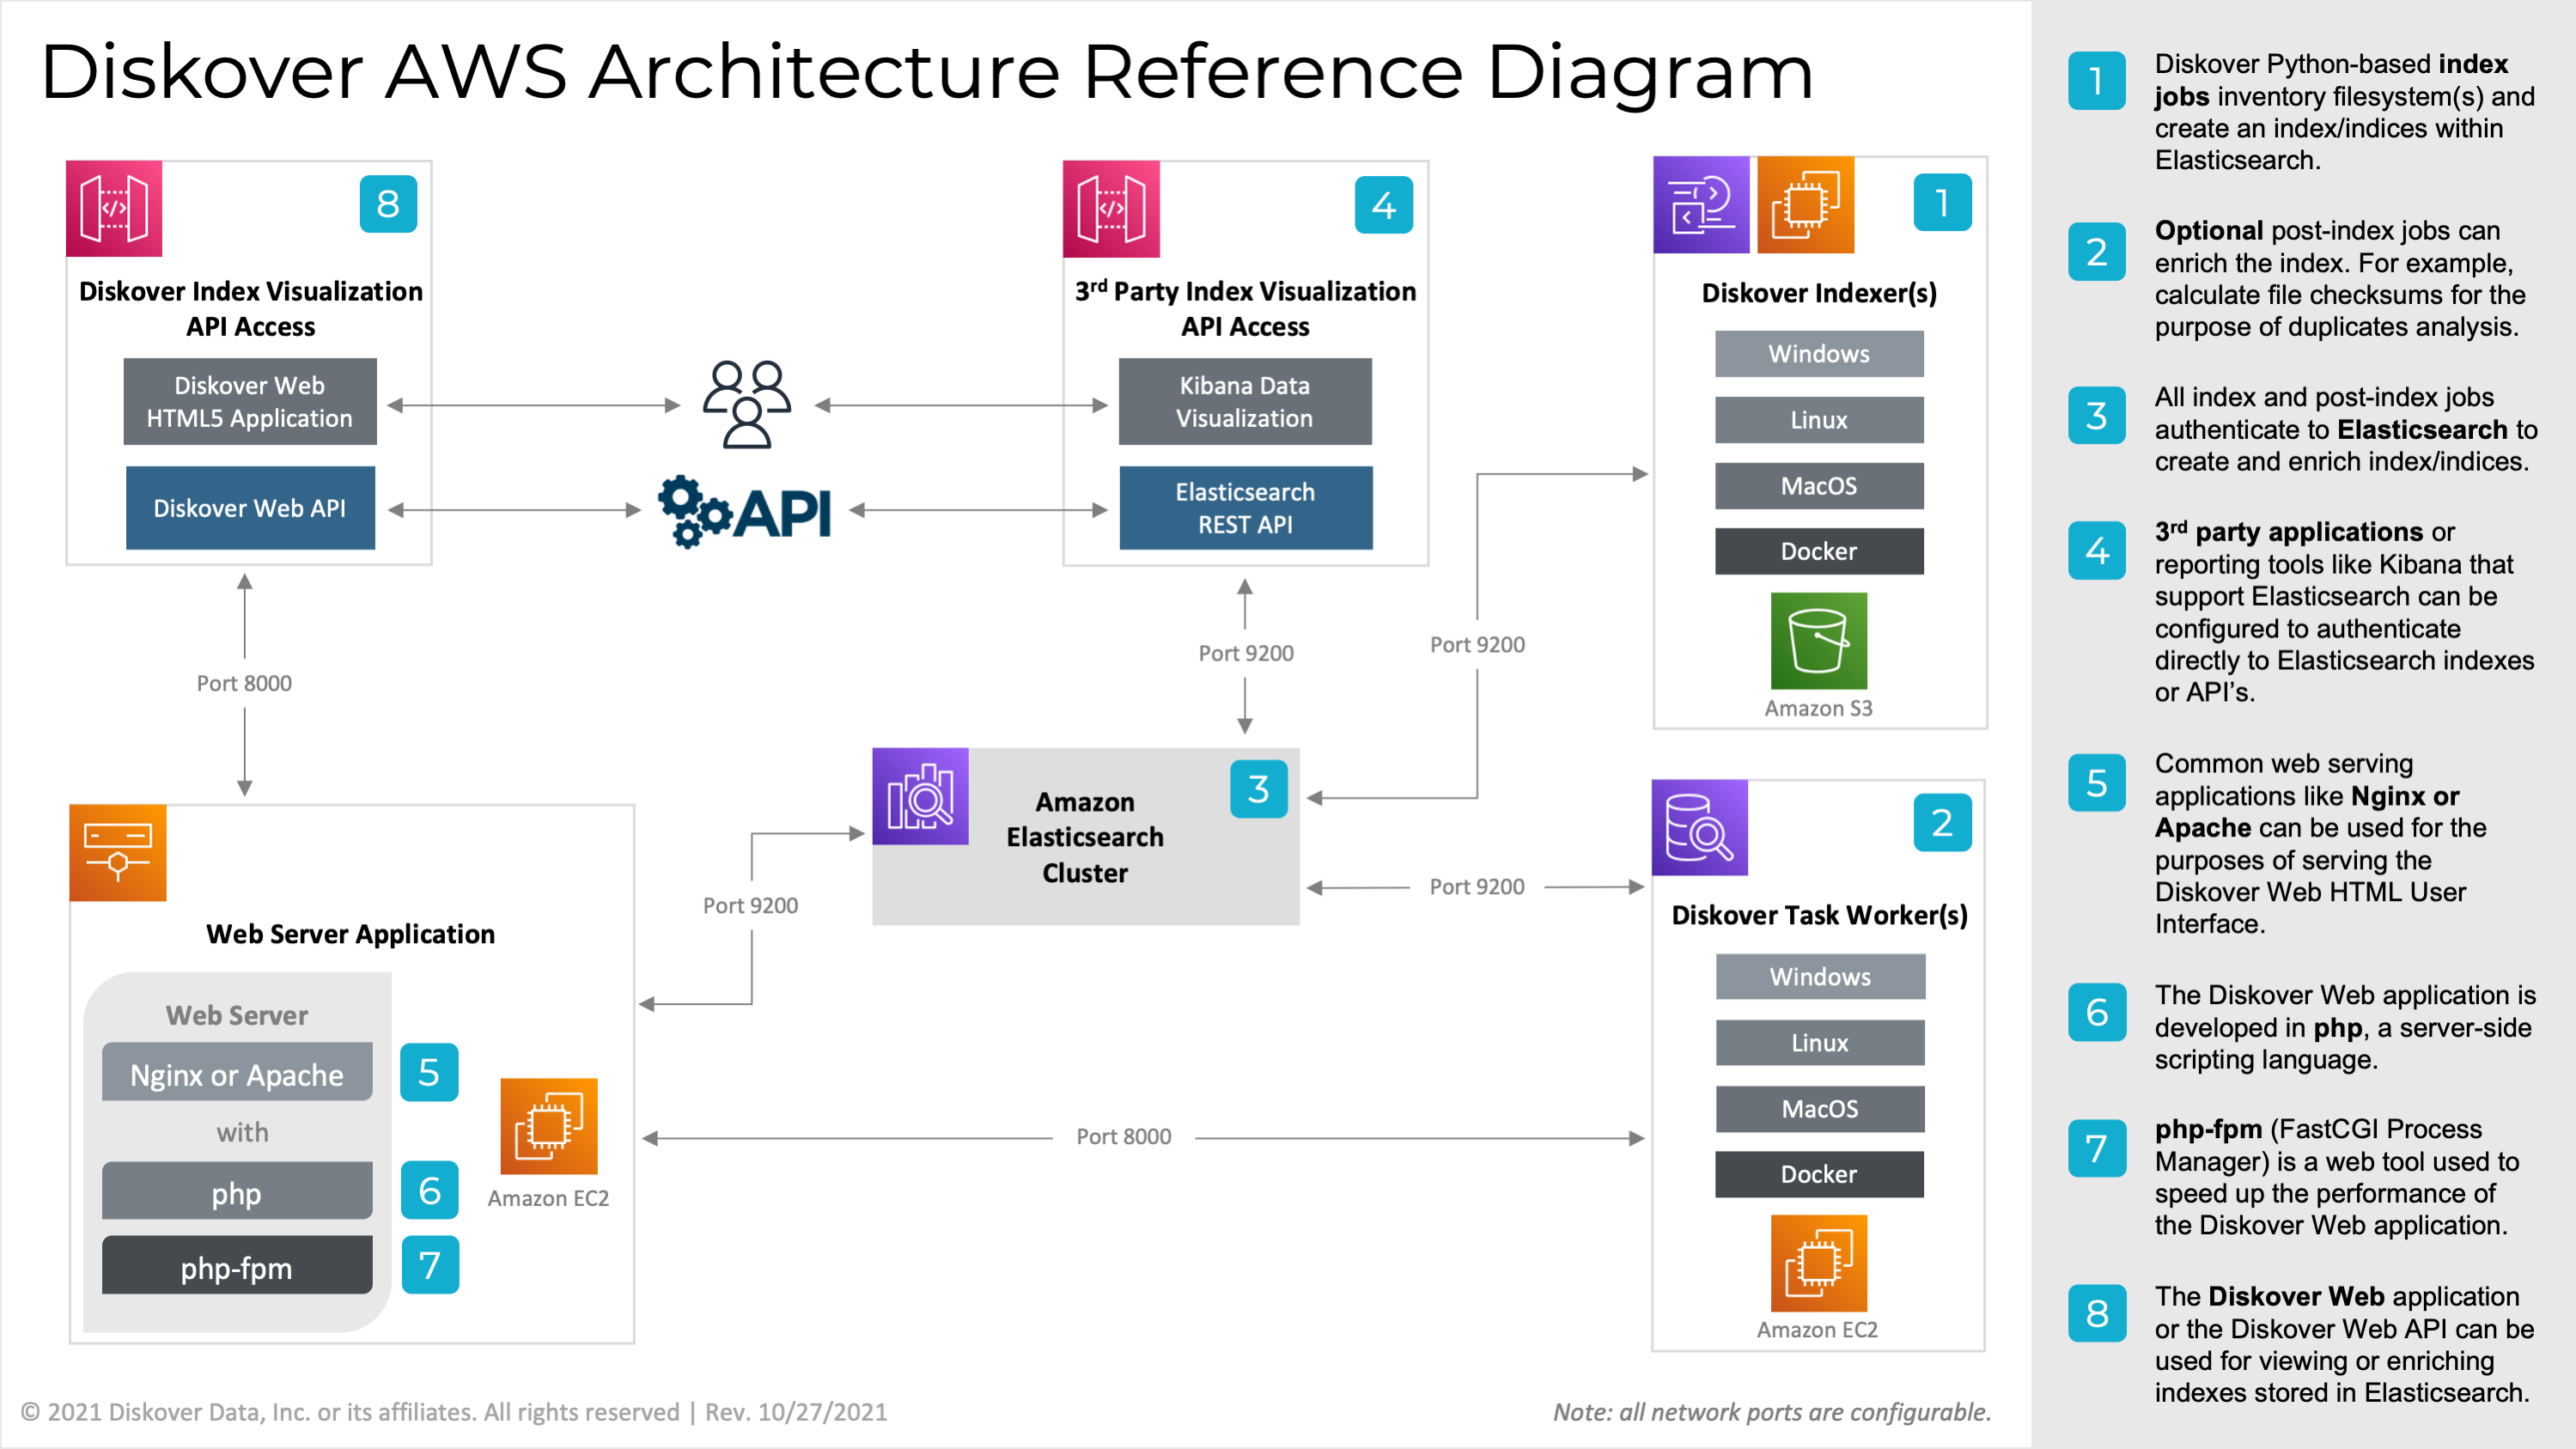 Diskover AWS Architecture Reference Diagram
8
Diskover Index Visualization
API Access
Diskover Web
HTML5 Application
Diskover Web API
API
4
3rd Party Index Visualization
API Access
Kibana Data
Visualization
Elasticsearch
REST API
1
Diskover Indexer(s)
Windows
Linux
MacOS
Docker
Amazon S3
Port 8000
Port 9200
Port 9200
3
Amazon
Elasticsearch
Cluster
Port 9200
Port 9200
2
Diskover Task Worker(s)
Windows
Linux
MacOS
Docker
Amazon EC2
Web Server Application
Web Server
Nginx or Apache
5
with
php
6
php-fpm
7
Amazon EC2
Port 8000
© 2021 Diskover Data, Inc. or its affiliates. All rights reserved | Rev. 10/27/2021
Note: all network ports are configurable.
1
Diskover Python-based index
jobs inventory filesystem(s) and
create an index/indices within
Elasticsearch.
2
Optional post-index jobs can
enrich the index. For example,
calculate file checksums for the
purpose of duplicates analysis.
3
All index and post-index jobs
authenticate to Elasticsearch to
create and enrich index/indices.
4
3rd party applications or
reporting tools like Kibana that
support Elasticsearch can be
configured to authenticate
directly to Elasticsearch indexes
or API’s.
5
Common web serving
applications like Nginx or
Apache can be used for the
purposes of serving the
Diskover Web HTML User
Interface.
6
The Diskover Web application is
developed in php, a server-side
scripting language.
7
php-fpm (FastCGI Process
Manager) is a web tool used to
speed up the performance of
the Diskover Web application.
8
The Diskover Web application
or the Diskover Web API can be
used for viewing or enriching
indexes stored in Elasticsearch.